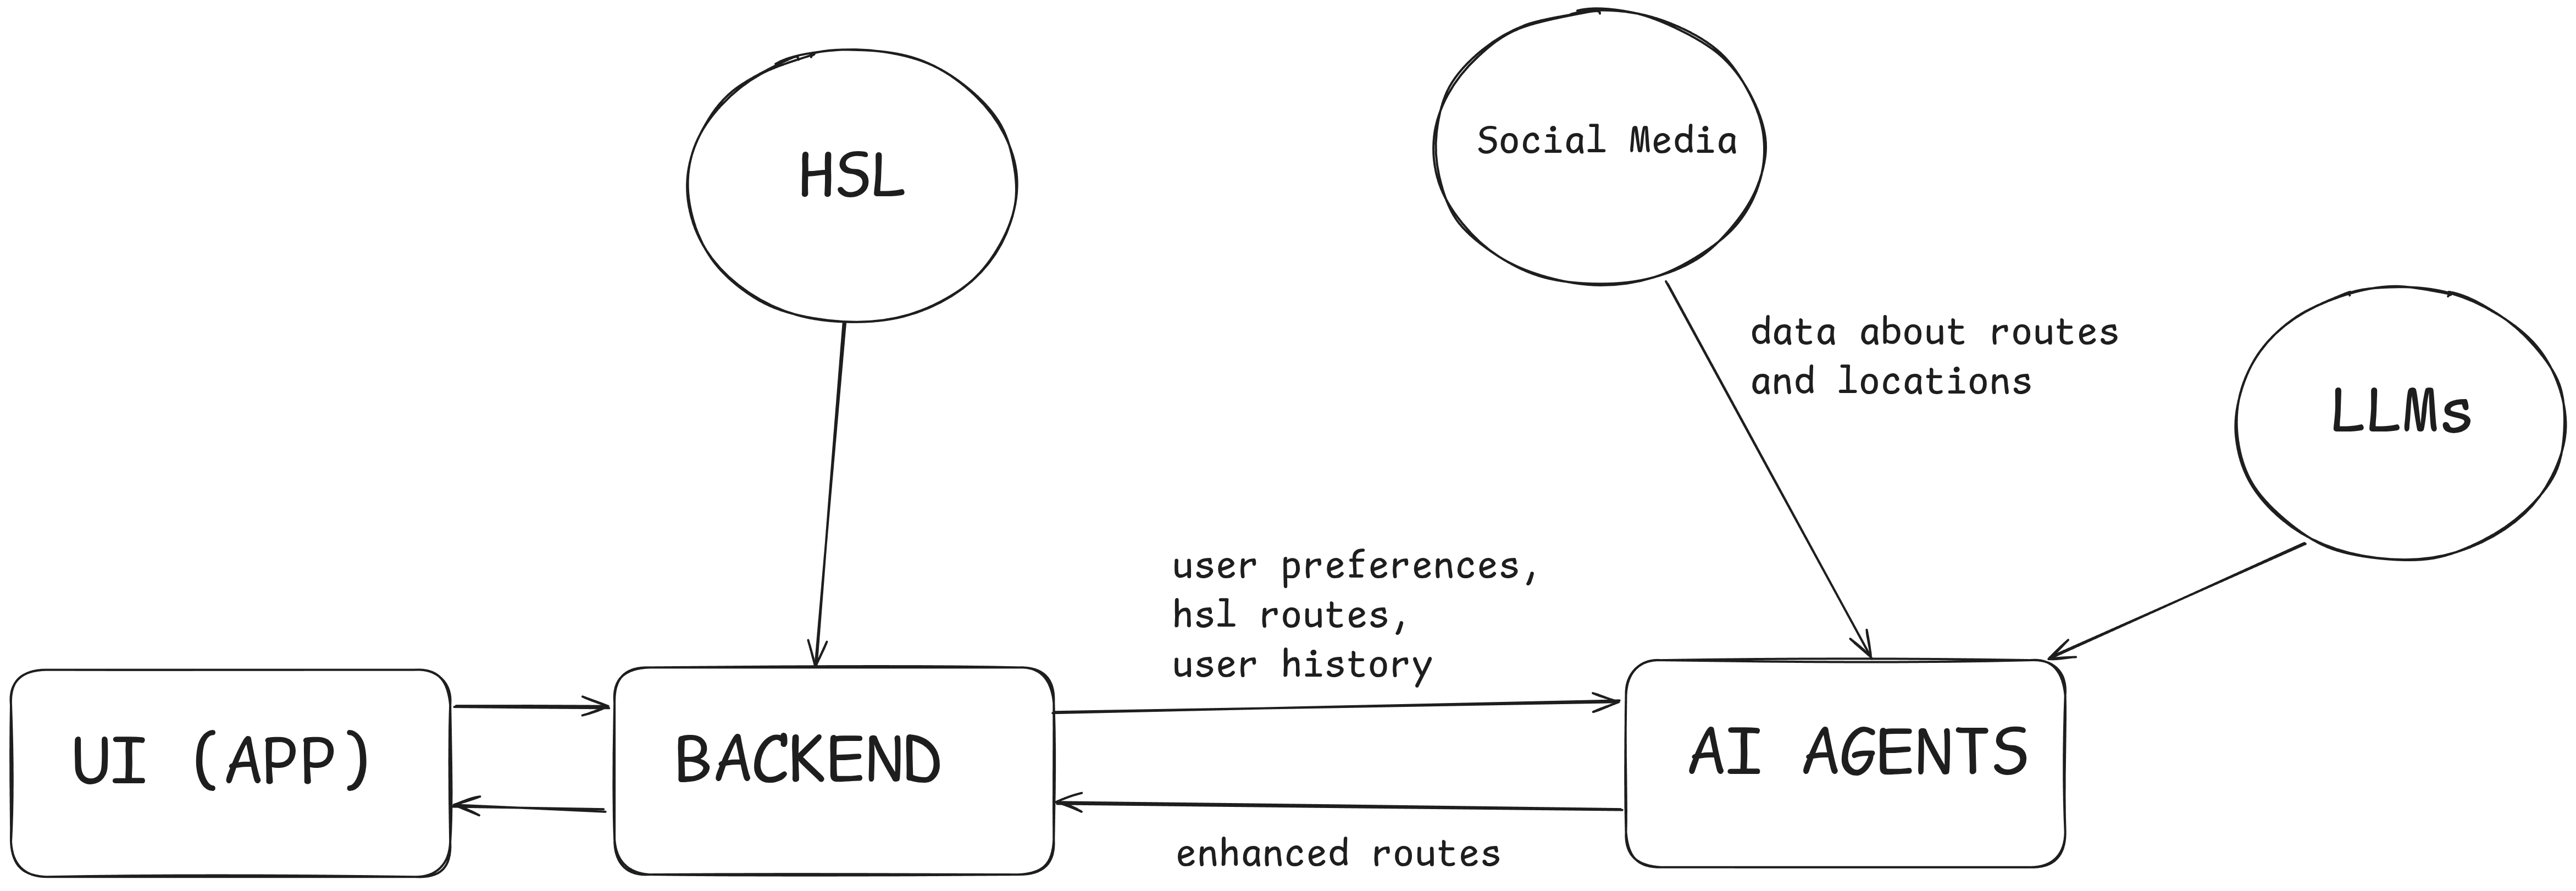 HSL
Social Media
data about routes
and locations
LLMs
user preferences,
hsl routes,
user history
UI (APP)
BACKEND
AI AGENTS
enhanced routes